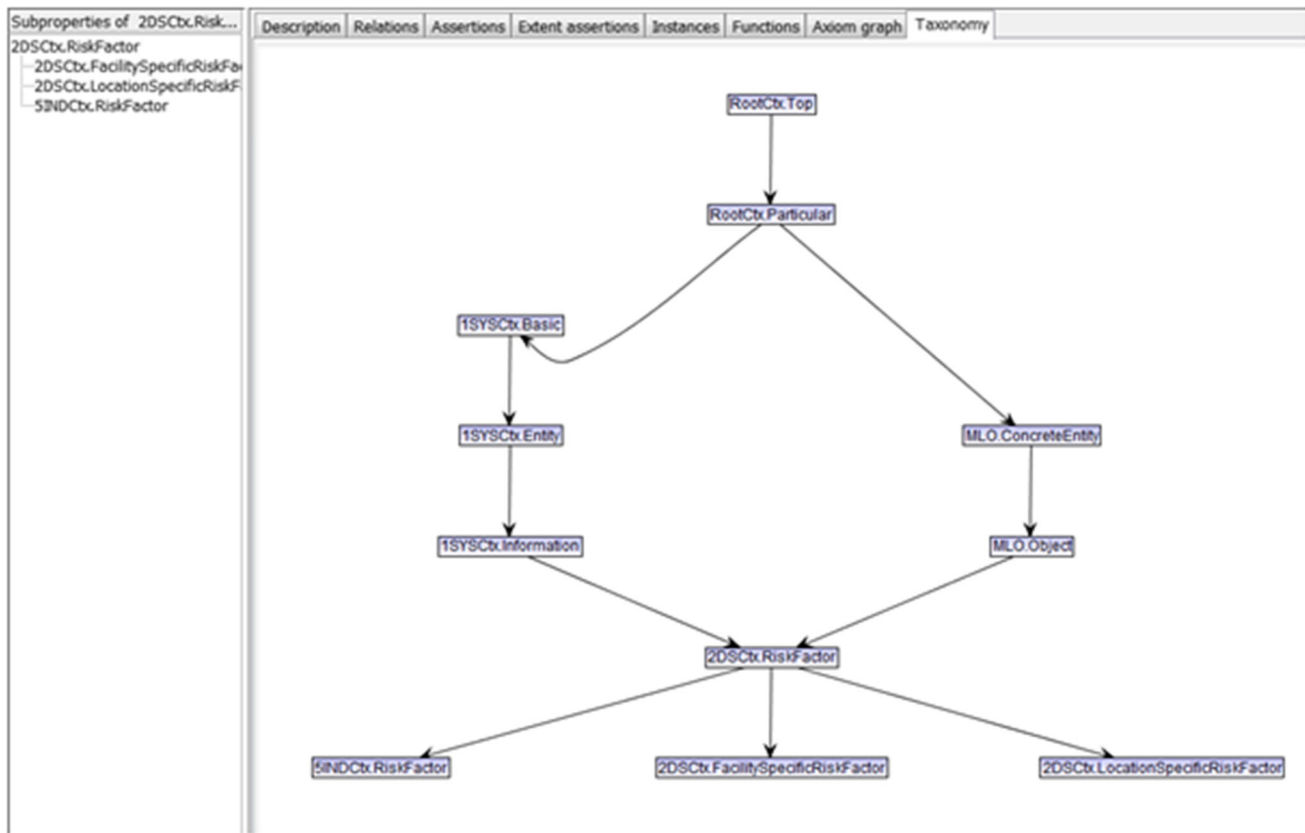 Subproperties of 2DSCtx.Risk...
2DSCtx.RiskFactor
2DSCtx.FacilitySpecificRiskFa
2DSCtx.LocationSpecificRiskF
5INDCtx.RiskFactor
Description Relations Assertions Extent assertions Instances Functions Axiom graph Taxonomy
RootCtx.Top
RootCtx.Particular
1SYSCtx.Basic
1SYSCtx.Entity MLO.ConcreteEntity
1SYSCtx.Information MLO.Object
2DSCtx.RiskFactor
5INDCtx.RiskFactor 2DSCtx.FacilitySpecificRiskFactor 2DSCtx.LocationSpecificRiskFactor